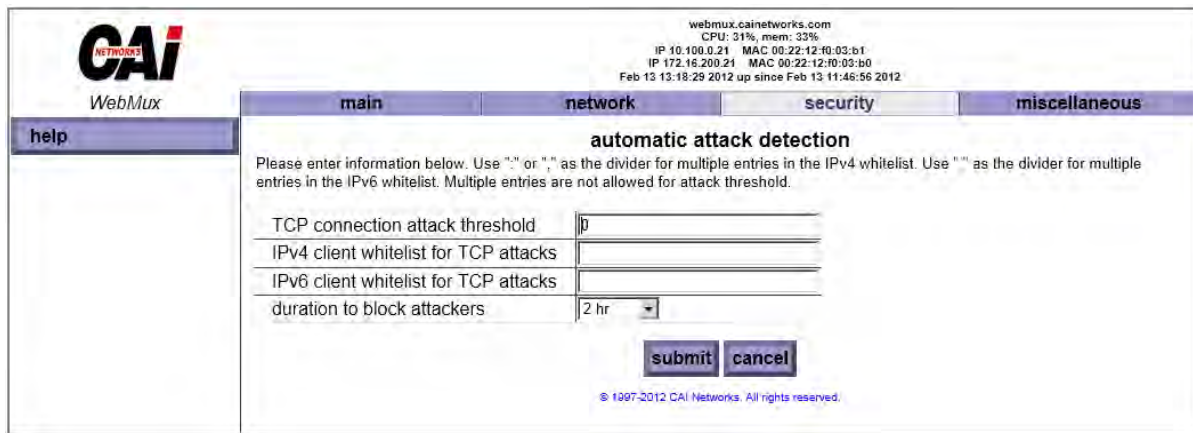 NETWORKS
CAi
WebMux
webmux.cainetworks.com
CPU: 31%, mem: 33%
IP 10.100.0.21 MAC 00:22:12:f0:03:b1
IP 172.16.200.21 MAC 00:22:12:f0:03:b0
Feb 13 13:18:29 2012 up since Feb 13 11:46:56 2012
main network security miscellaneous
help
automatic attack detection
Please enter information below. Use ":" or "," as the divider for multiple entries in the IPv4 whitelist. Use "," as the divider for multiple
entries in the IPv6 whitelist. Multiple entries are not allowed for attack threshold.
TCP connection attack threshold 0
IPv4 client whitelist for TCP attacks
IPv6 client whitelist for TCP attacks
duration to block attackers 2 hr
submit cancel
© 1997-2012 CAI Networks. All rights reserved.